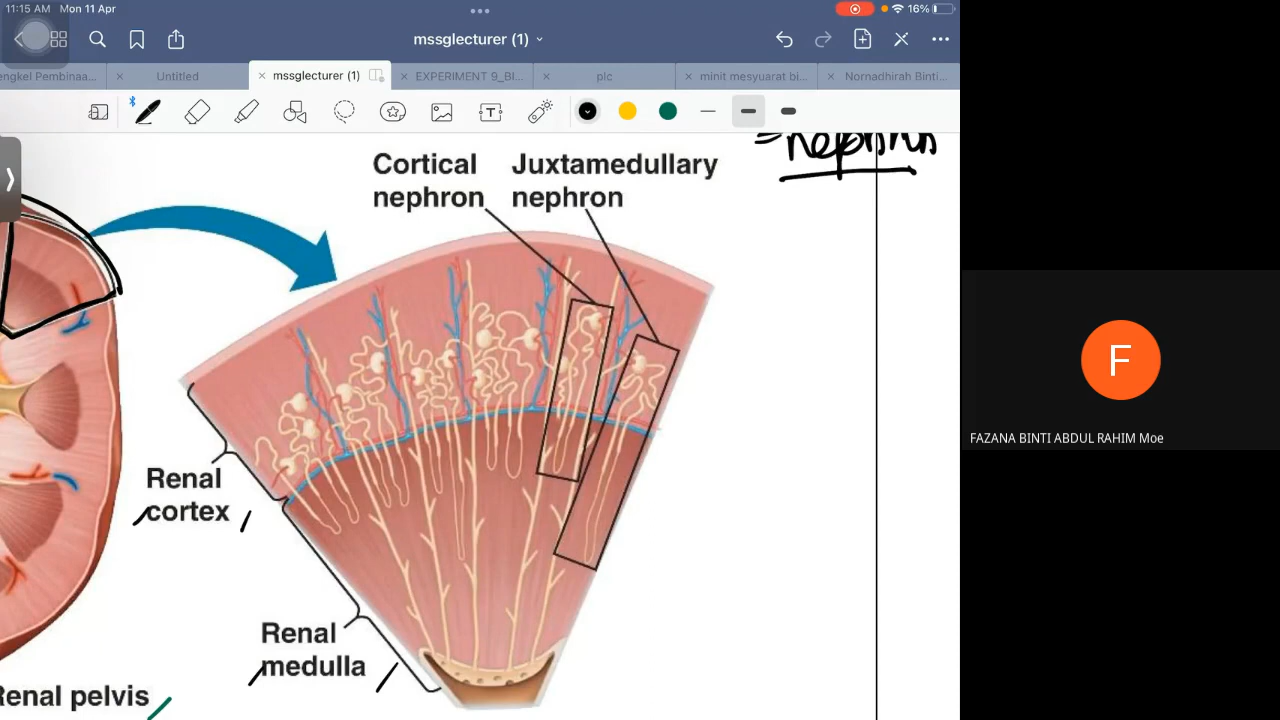 11:15 AM Mon 11 Apr
16%
mssglecturer (1)
engkel Pembinaa...
Untitled
mssglecturer (1)
EXPERIMENT 9_BI...
plc
minit mesyuarat bi...
Nornadhirah Binti...
T
= nephron
Cortical nephron
Juxtamedullary nephron
Renal
cortex
Renal
medulla
Renal pelvis
F
FAZANA BINTI ABDUL RAHIM Moe